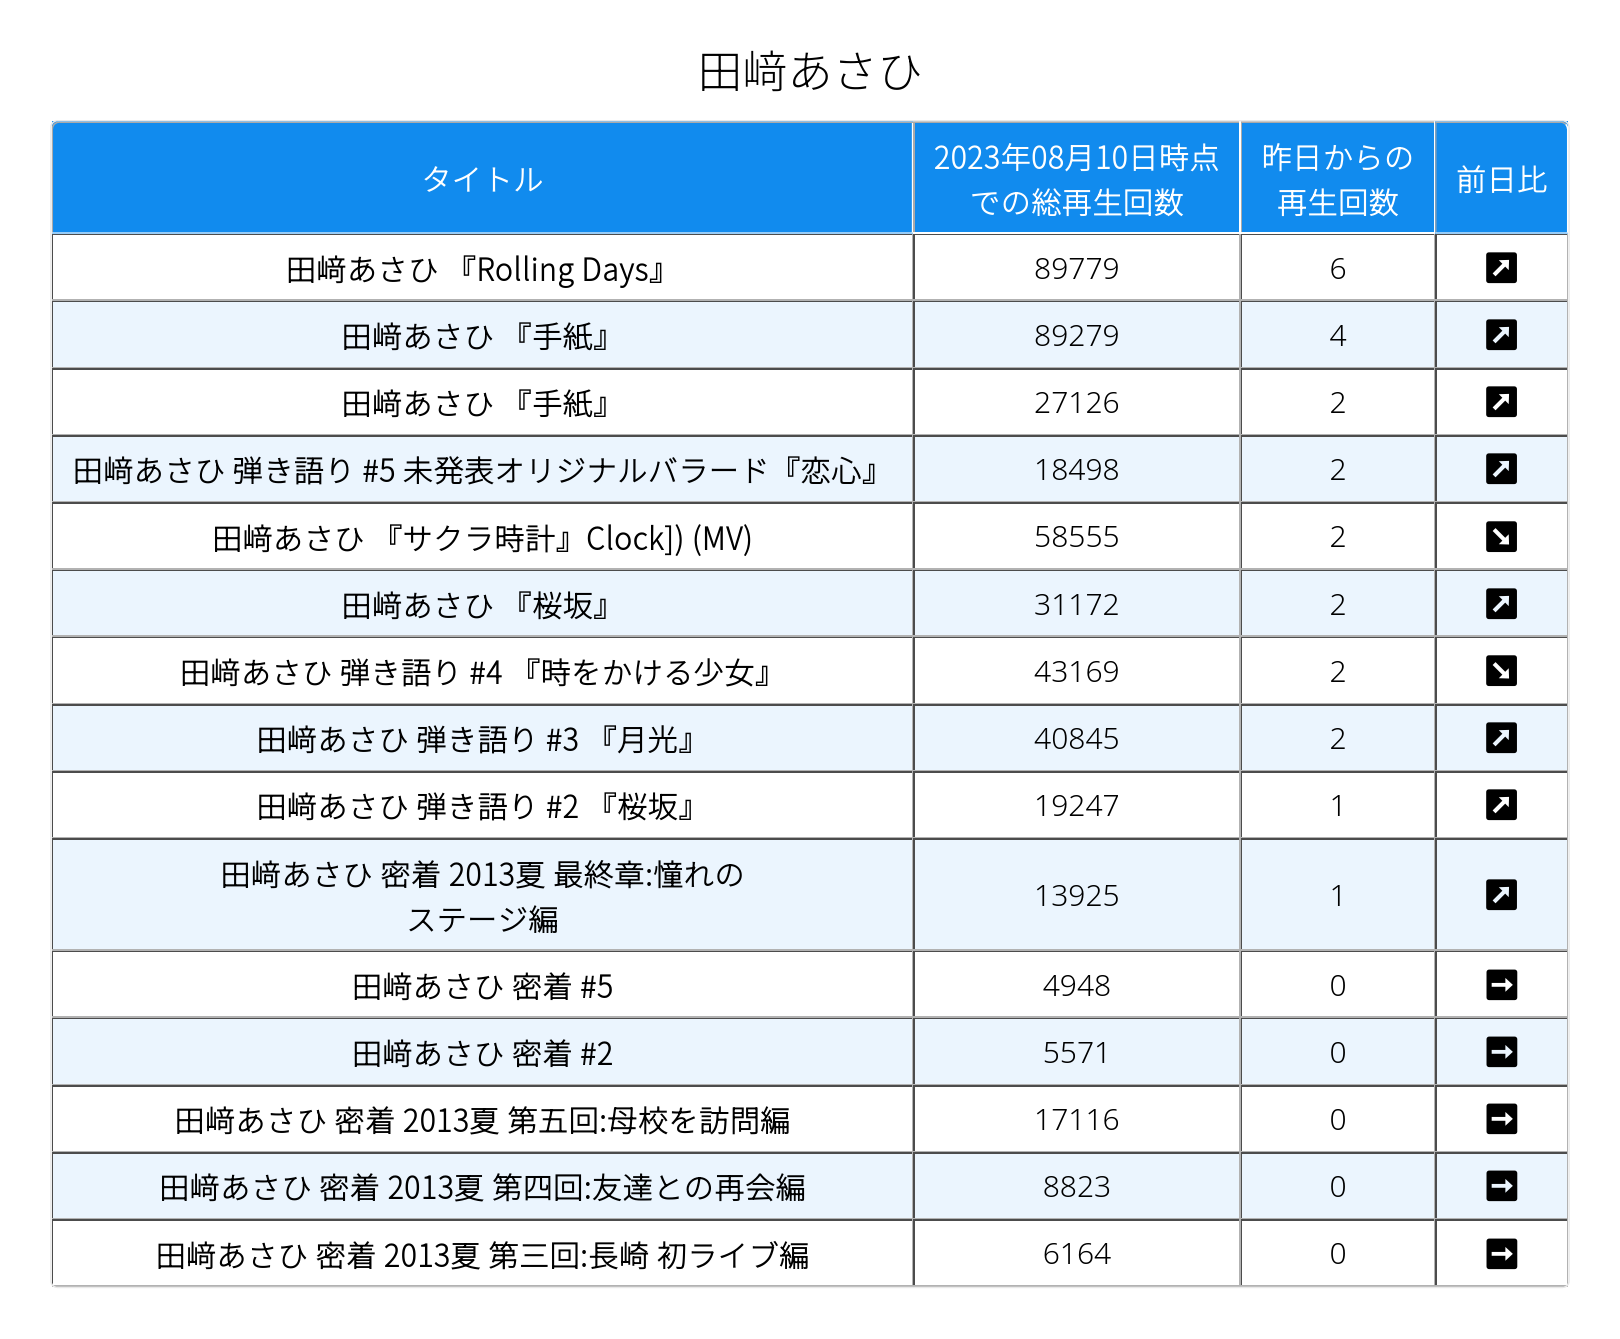 田﨑あさひ
タイトル
2023年08月10日時点
での総再生回数
昨日からの
再生回数
前日比
田﨑あさひ 『Rolling Days』 89779 6
田﨑あさひ 『手紙』 89279 4
田﨑あさひ 『手紙』 27126 2
田﨑あさひ 弾き語り #5 未発表オリジナルバラード『恋心』 18498 2
田﨑あさひ 『サクラ時計』Clock]) (MV) 58555 2
田﨑あさひ 『桜坂』 31172 2
田﨑あさひ 弾き語り #4 『時をかける少女』 43169 2
田﨑あさひ 弾き語り #3 『月光』 40845 2
田﨑あさひ 弾き語り #2 『桜坂』 19247 1
田﨑あさひ 密着 2013夏 最終章:憧れの
ステージ編 13925 1
田﨑あさひ 密着 #5 4948 0
田﨑あさひ 密着 #2 5571 0
田﨑あさひ 密着 2013夏 第五回:母校を訪問編 17116 0
田﨑あさひ 密着 2013夏 第四回:友達との再会編 8823 0
田﨑あさひ 密着 2013夏 第三回:長崎 初ライブ編 6164 0